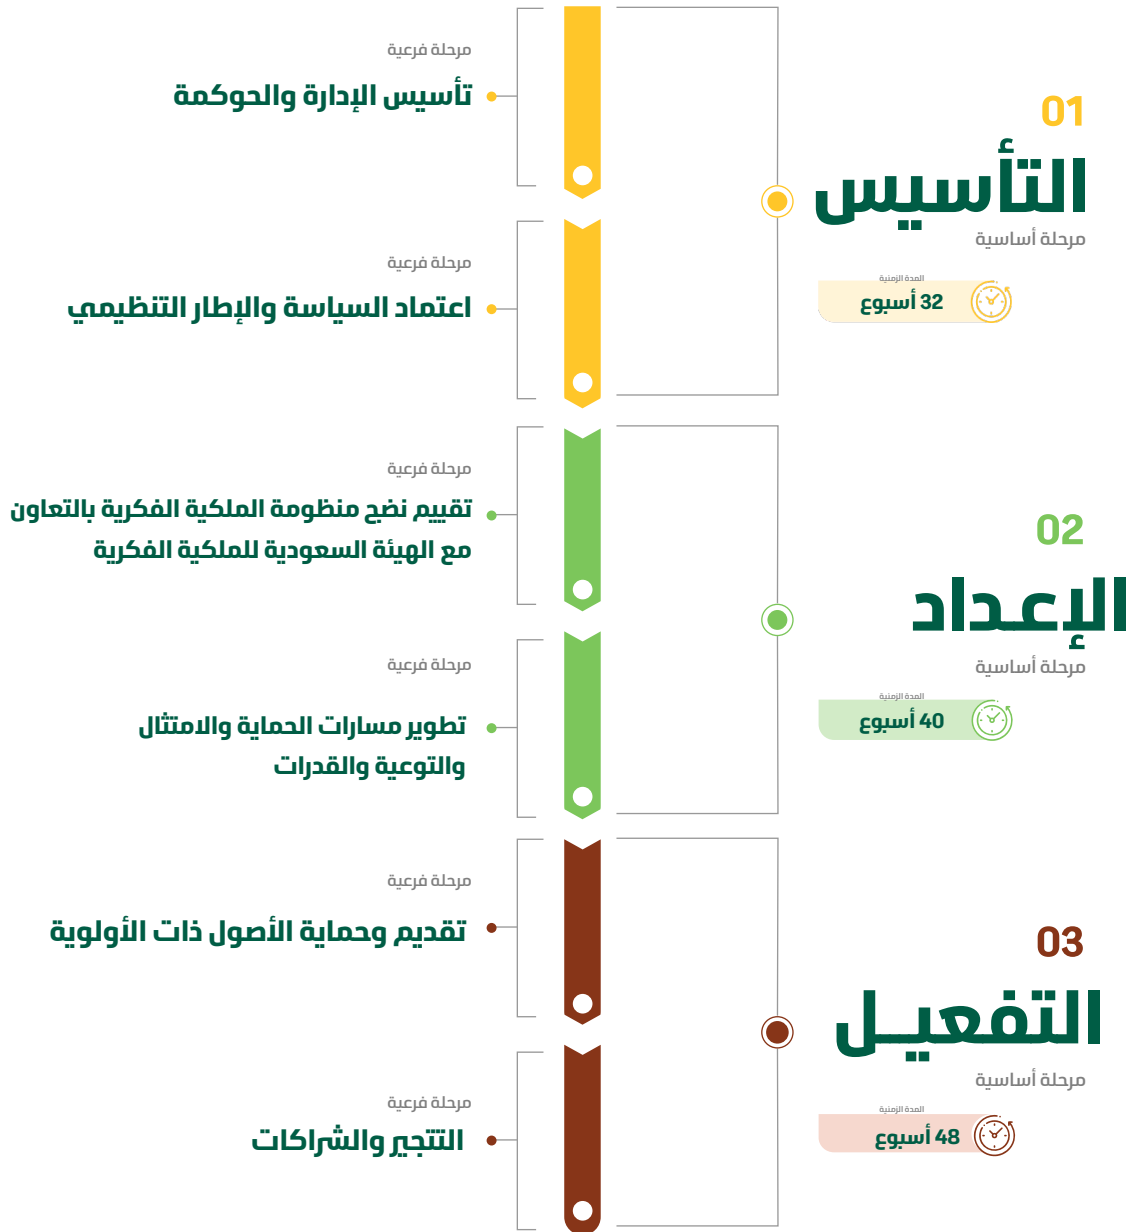 01
التأسيس
مرحلة أساسية
المدة الزمنية
32 أسبوع
مرحلة فرعية
تأسيس الإدارة والحوكمة
مرحلة فرعية
اعتماد السياسة والإطار التنظيمي
02
الإعداد
مرحلة أساسية
المدة الزمنية
40 أسبوع
مرحلة فرعية
تقييم نضج منظومة الملكية الفكرية بالتعاون
مع الهيئة السعودية للملكية الفكرية
مرحلة فرعية
تطوير مسارات الحماية والامتثال
والتوعية والقدرات
03
التفعيــل
مرحلة أساسية
المدة الزمنية
48 أسبوع
مرحلة فرعية
تقديم وحماية الأصول ذات الأولوية
مرحلة فرعية
التتجير والشراكات